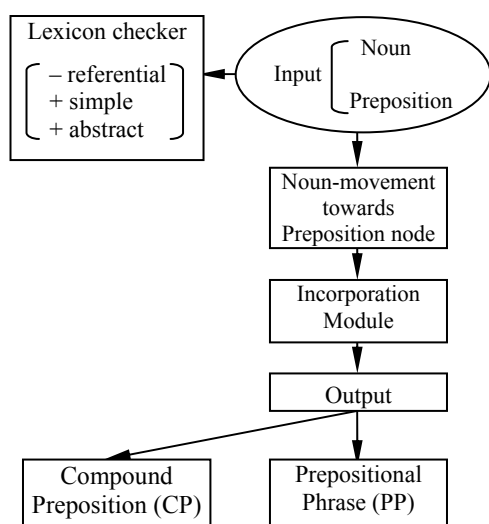 Lexicon checker
– referential
+ simple
+ abstract
Input
Noun
Preposition
Noun-movement
towards
Preposition node
Incorporation
Module
Output
Compound
Preposition (CP)
Prepositional
Phrase (PP)